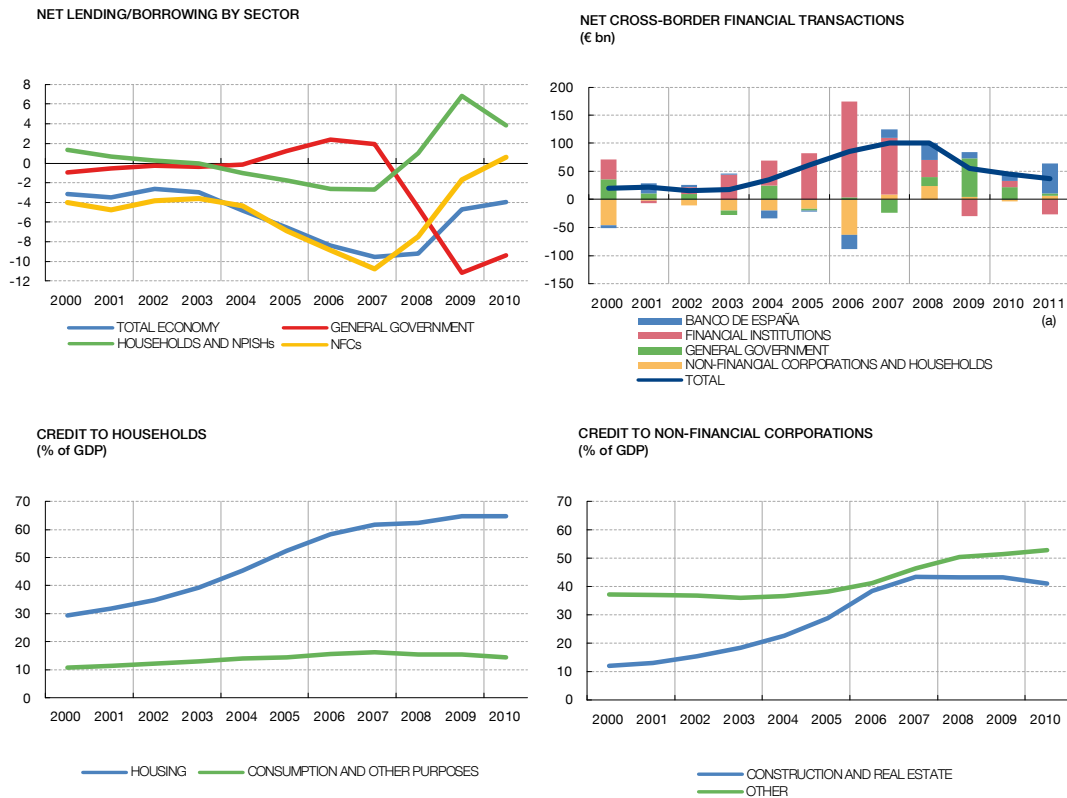 NET LENDING/BORROWING BY SECTOR
8
6
4
2
0
-2
-4
-6
-8
-10
-12
2000 2001 2002 2003 2004 2005 2006 2007 2008 2009 2010
TOTAL ECONOMY GENERAL GOVERNMENT
HOUSEHOLDS AND NPISHs NFCs
NET CROSS-BORDER FINANCIAL TRANSACTIONS
(€ bn)
200
150
100
50
0
-50
-100
-150
2000 2001 2002 2003 2004 2005 2006 2007 2008 2009 2010 2011
(a)
BANCO DE ESPAÑA
FINANCIAL INSTITUTIONS
GENERAL GOVERNMENT
NON-FINANCIAL CORPORATIONS AND HOUSEHOLDS
TOTAL
CREDIT TO HOUSEHOLDS
(% of GDP)
70
60
50
40
30
20
10
0
2000 2001 2002 2003 2004 2005 2006 2007 2008 2009 2010
HOUSING CONSUMPTION AND OTHER PURPOSES
CREDIT TO NON-FINANCIAL CORPORATIONS
(% of GDP)
70
60
50
40
30
20
10
0
2000 2001 2002 2003 2004 2005 2006 2007 2008 2009 2010
CONSTRUCTION AND REAL ESTATE
OTHER